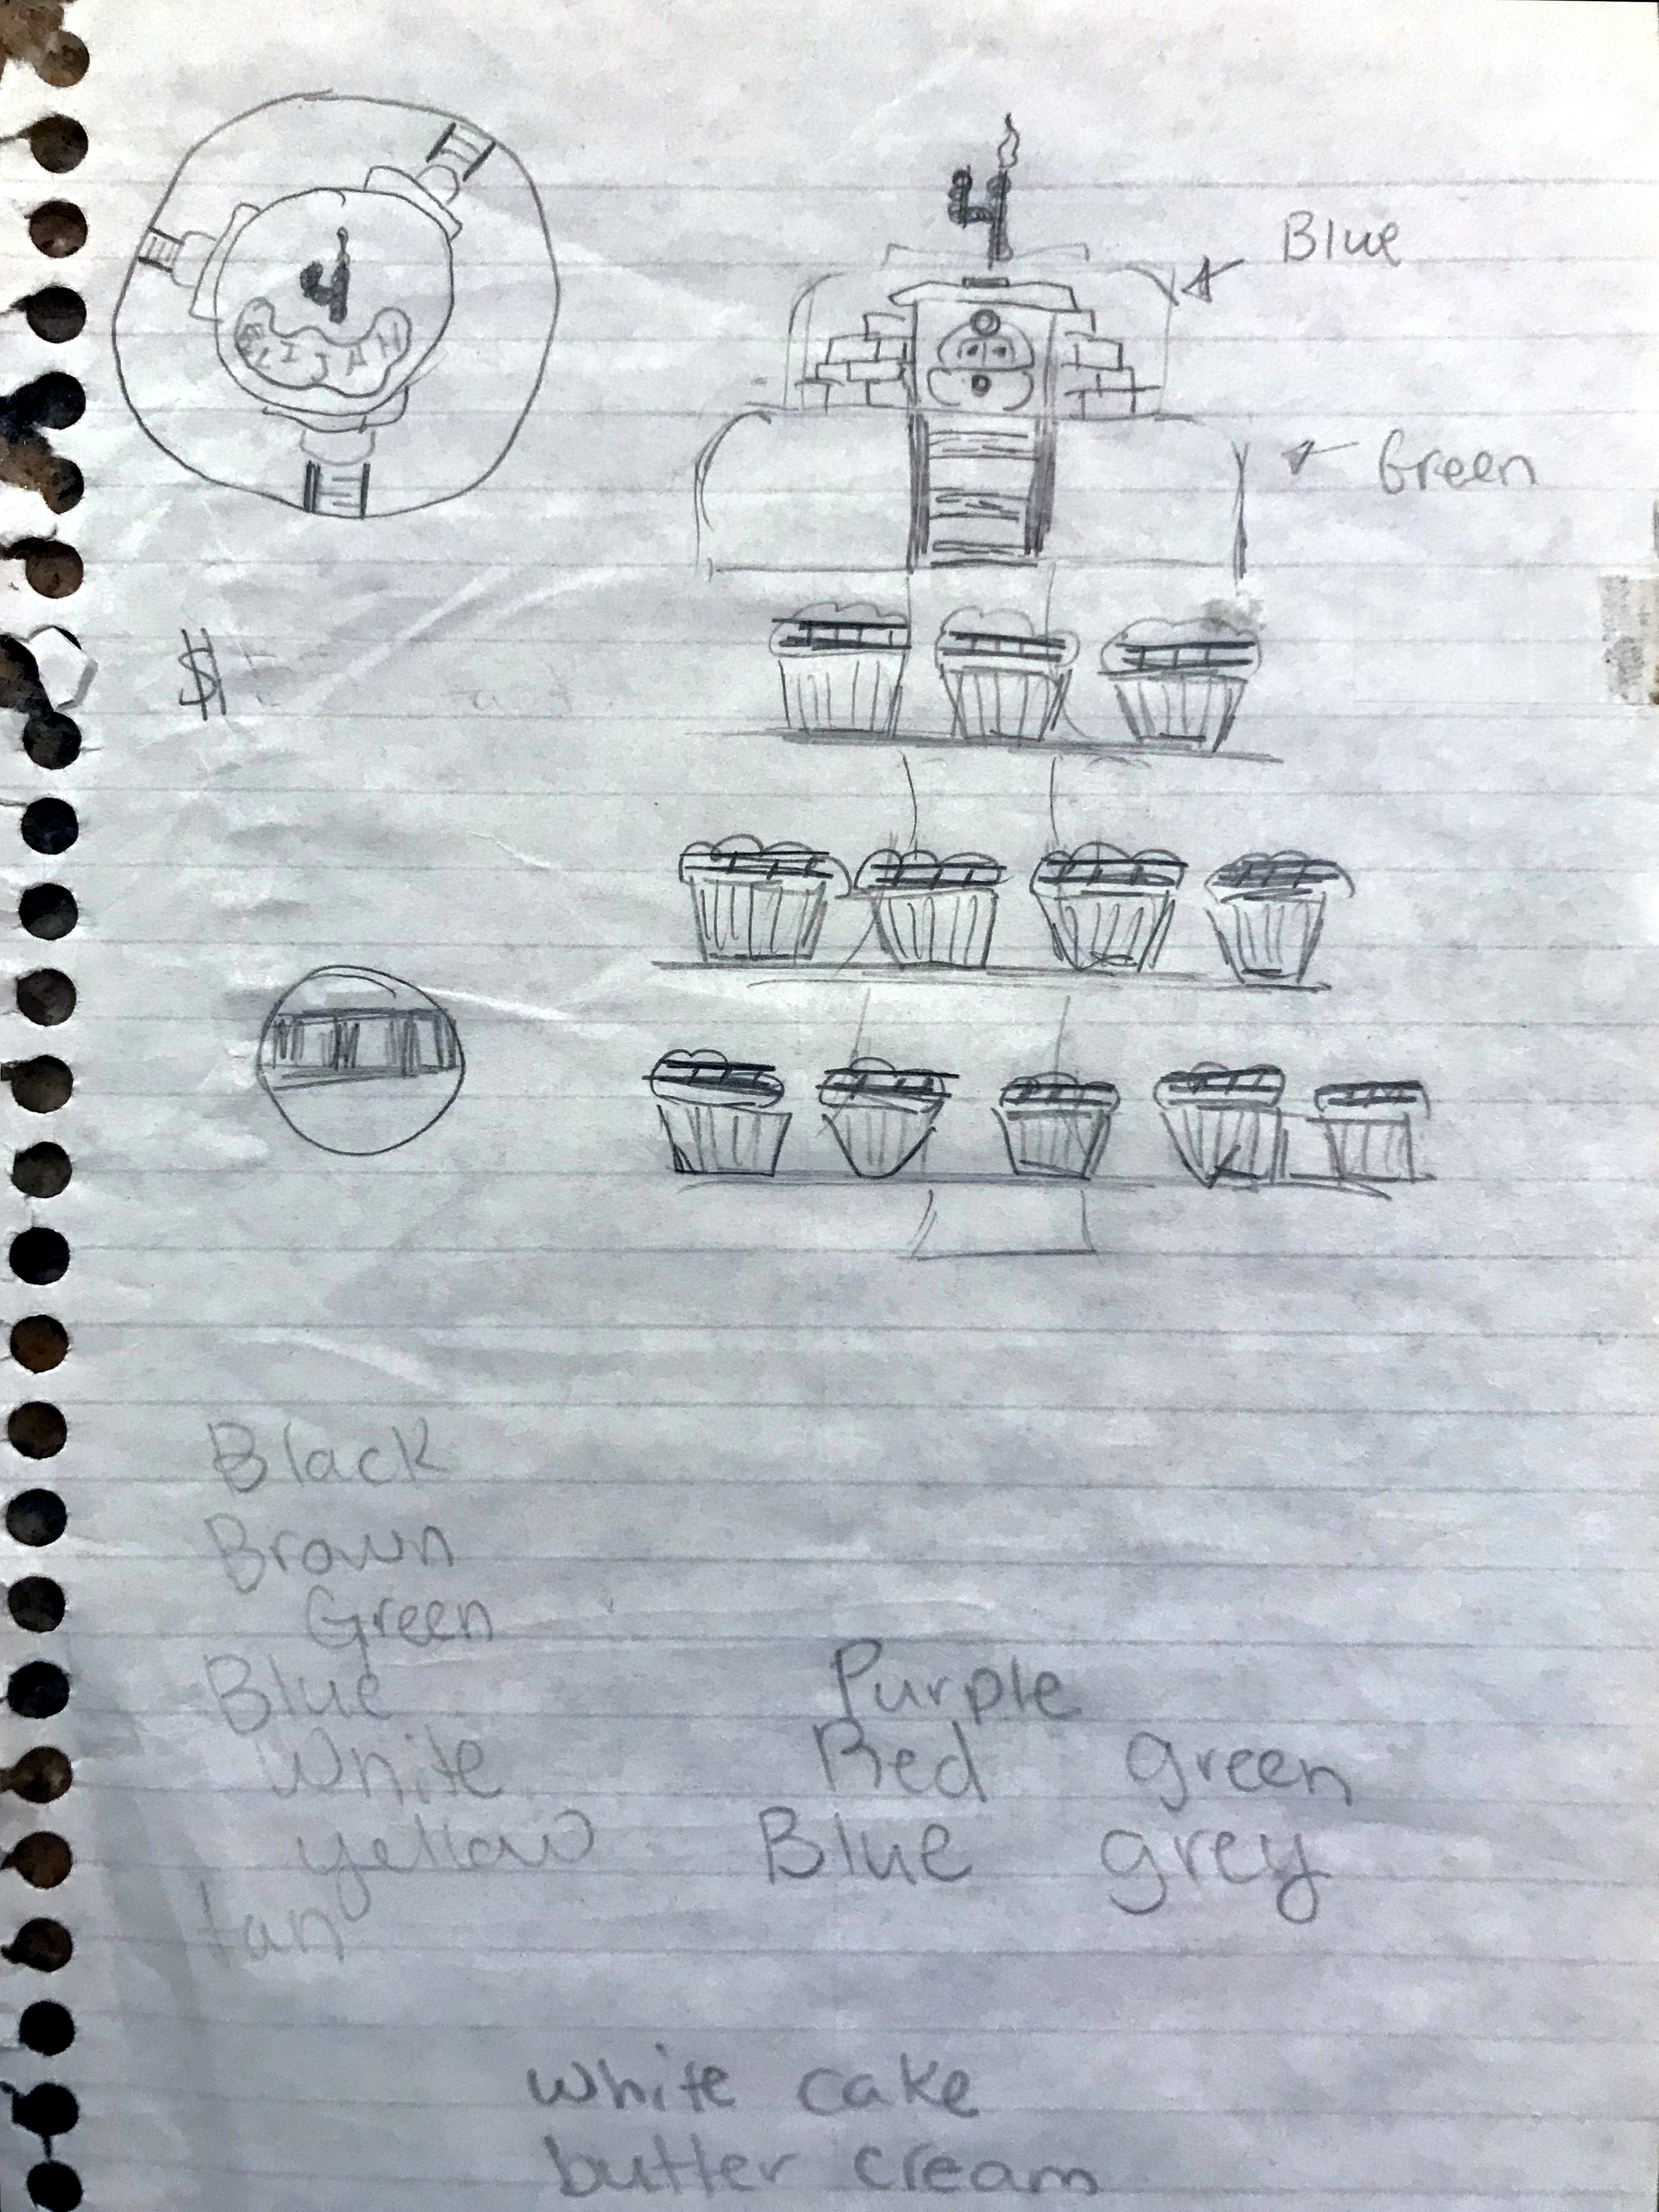 4
Blue
4
ELIJAH
Green
$
Black
Brown
Green
Blue
Purple
White
Red green
yellow
Blue grey
tan
white cake
butter cream